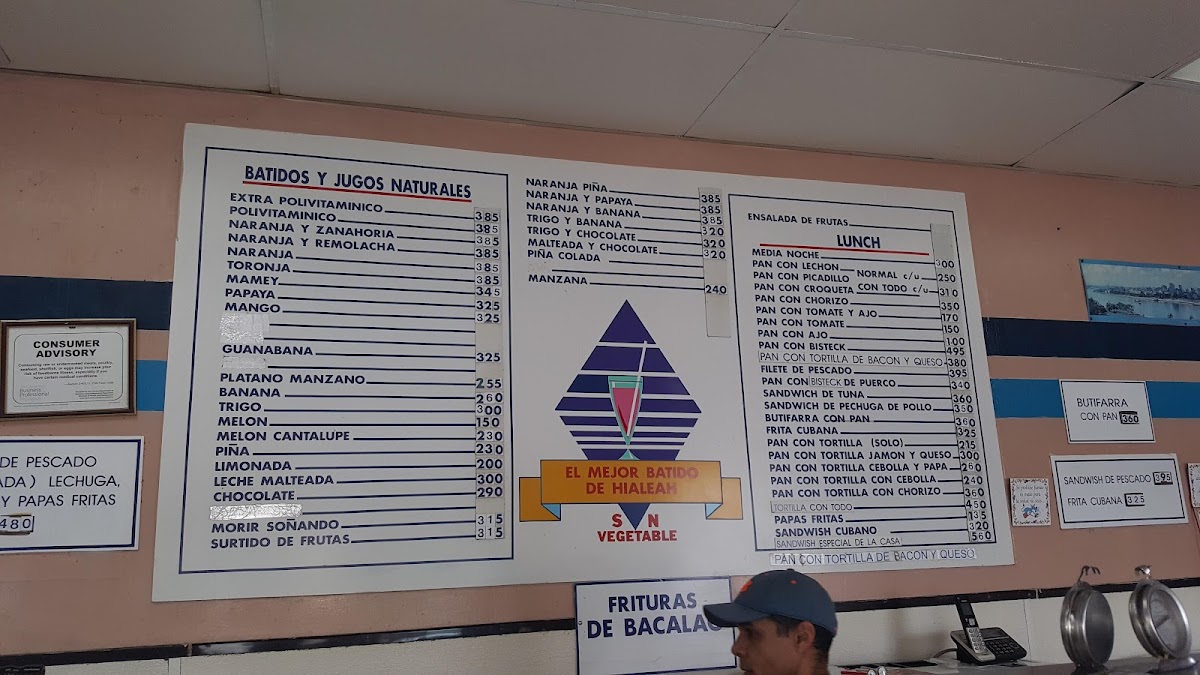 BATIDOS Y JUGOS NATURALES
EXTRA POLIVITAMINICO 385
POLIVITAMINICO 385
NARANJA Y ZANAHORIA 385
NARANJA Y REMOLACHA 385
NARANJA 385
TORONJA 385
MAMEY 345
PAPAYA 325
MANGO 325
GUANABANA 325
PLATANO MANZANO 255
BANANA 260
TRIGO 300
MELON 150
MELON CANTALUPE 230
PIÑA 230
LIMONADA 200
LECHE MALTEADA 300
CHOCOLATE 290
MORIR SOÑANDO 315
SURTIDO DE FRUTAS 315
NARANJA PIÑA 385
NARANJA Y PAPAYA 385
NARANJA Y BANANA 385
TRIGO Y BANANA 320
TRIGO Y CHOCOLATE 320
MALTEADA Y CHOCOLATE 320
PIÑA COLADA
MANZANA 240
EL MEJOR BATIDO
DE HIALEAH
S N
VEGETABLE
ENSALADA DE FRUTAS
LUNCH
MEDIA NOCHE
PAN CON LECHON 300
PAN CON PICADILLO NORMAL c/u 250
PAN CON CROQUETA CON TODO c/u 310
PAN CON CHORIZO 350
PAN CON TOMATE Y AJO 170
PAN CON TOMATE 150
PAN CON AJO 100
PAN CON BISTECK 495
PAN CON TORTILLA DE BACON Y QUESO 380
FILETE DE PESCADO 395
PAN CON BISTECK DE PUERCO 340
SANDWICH DE TUNA 360
SANDWICH DE PECHUGA DE POLLO 350
BUTIFARRA CON PAN 360
FRITA CUBANA 325
PAN CON TORTILLA (SOLO) 215
PAN CON TORTILLA JAMON Y QUESO 300
PAN CON TORTILLA CEBOLLA Y PAPA 260
PAN CON TORTILLA CON CEBOLLA 240
PAN CON TORTILLA CON CHORIZO 360
TORTILLA CON TODO 450
PAPAS FRITAS 135
SANDWISH CUBANO 320
SANDWISH ESPECIAL DE LA CASA 560
PAN CON TORTILLA DE BACON Y QUESO
CONSUMER
ADVISORY
DE PESCADO
ADA) LECHUGA,
Y PAPAS FRITAS
480
FRITURAS
DE BACALAO
BUTIFARRA
CON PAN 360
SANDWISH DE PESCADO 395
FRITA CUBANA 325